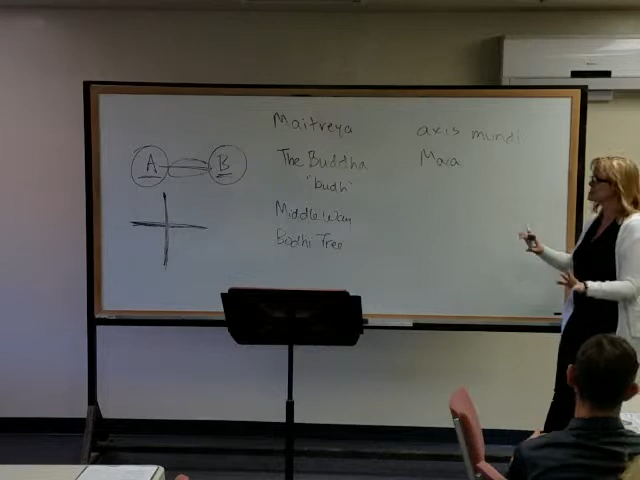 Maitreya
axis mundi
A
B
The Buddha
Mara
"budh"
Middle Way
Bodhi Tree